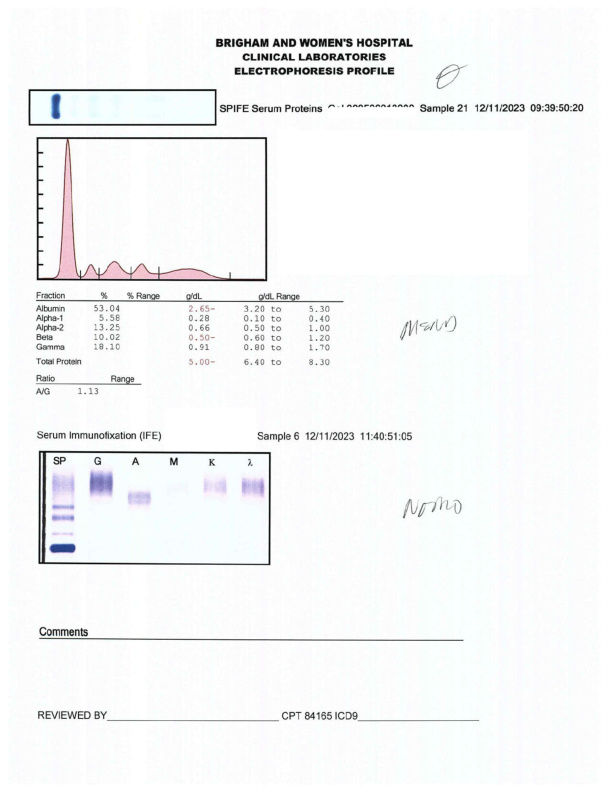 BRIGHAM AND WOMEN'S HOSPITAL
CLINICAL LABORATORIES
ELECTROPHORESIS PROFILE
SPIFE Serum Proteins Sample 21 12/11/2023 09:39:50:20
Fraction % % Range g/dL g/dL Range
Albumin 53.04 2.65- 3.20 to 5.30
Alpha-1 5.58 0.28 0.10 to 0.40
Alpha-2 13.25 0.66 0.50 to 1.00
Beta 10.02 0.50- 0.60 to 1.20
Gamma 18.10 0.91 0.80 to 1.70
Total Protein 5.00- 6.40 to 8.30
Ratio Range
A/G 1.13
Serum Immunofixation (IFE) Sample 6 12/11/2023 11:40:51:05
SP G A M K λ
Comments
REVIEWED BY CPT 84165 ICD9